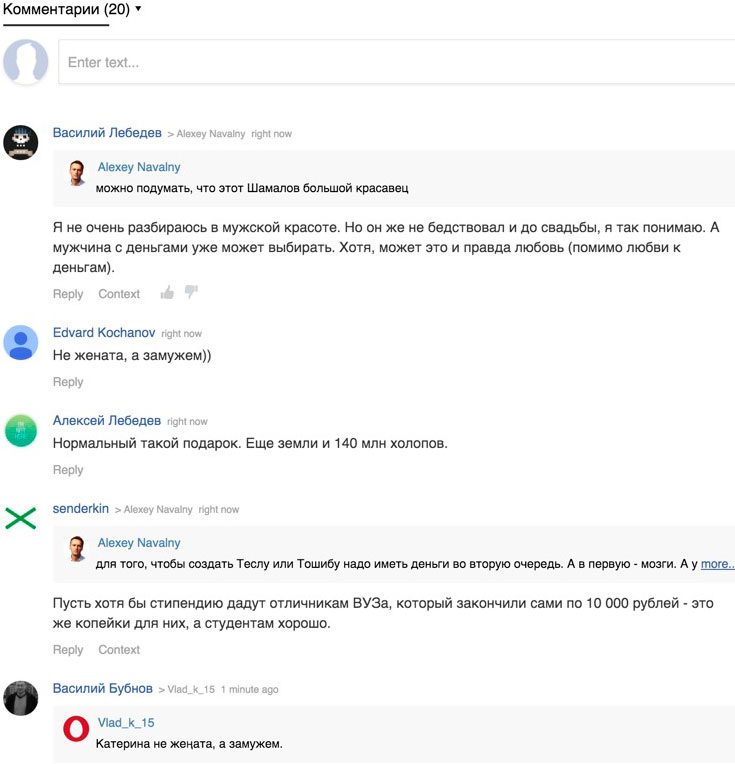 Комментарии (20) ▾
Enter text...
Василий Лебедев > Alexey Navalny right now
Alexey Navalny
можно подумать, что этот Шамалов большой красавец
Я не очень разбираюсь в мужской красоте. Но он же не бедствовал и до свадьбы, я так понимаю. А
мужчина с деньгами уже может выбирать. Хотя, может это и правда любовь (помимо любви к
деньгам).
Reply Context
Edvard Kochanov right now
Не жената, а замужем))
Reply
Алексей Лебедев right now
Нормальный такой подарок. Еще земли и 140 млн холопов.
Reply
senderkin > Alexey Navalny right now
Alexey Navalny
для того, чтобы создать Теслу или Тошибу надо иметь деньги во вторую очередь. А в первую - мозги. А у more..
Пусть хотя бы стипендию дадут отличникам ВУЗа, который закончили сами по 10 000 рублей - это
же копейки для них, а студентам хорошо.
Reply Context
Василий Бубнов > Vlad_k_15 1 minute ago
Vlad_k_15
Катерина не жеңата, а замужем.